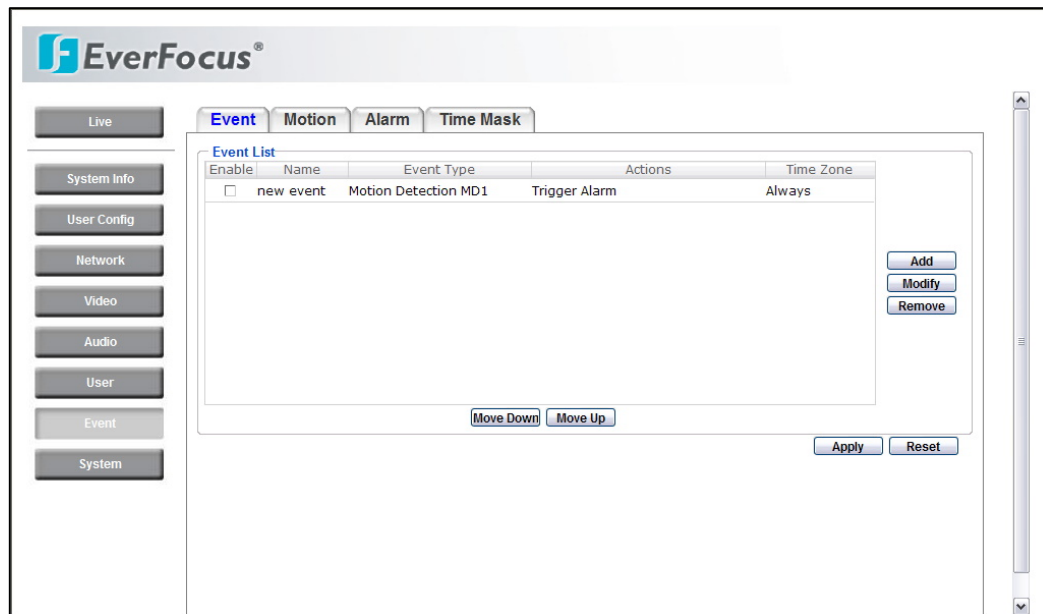 EverFocus®
Live
System Info
User Config
Network
Video
Audio
User
Event
System
Event Motion Alarm Time Mask
Event List
Enable Name Event Type Actions Time Zone
new event Motion Detection MD1 Trigger Alarm Always
Add
Modify
Remove
Move Down Move Up
Apply Reset